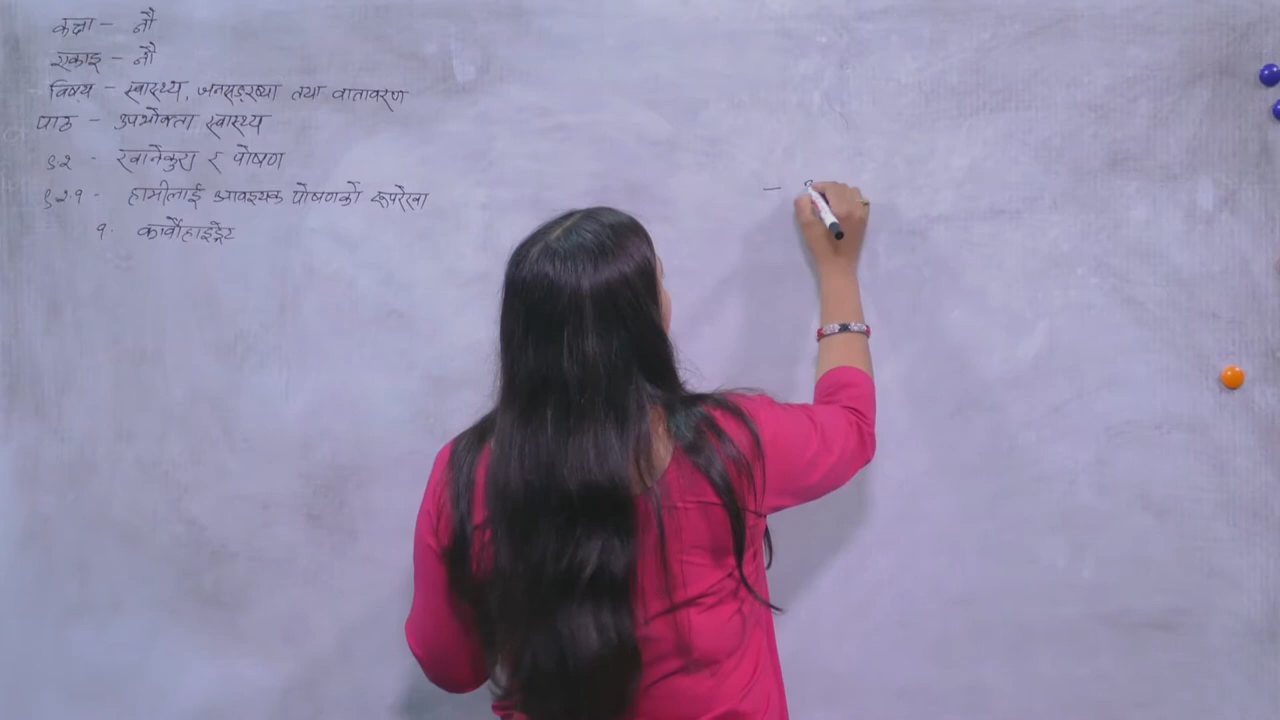 कक्षा - नौ
एकाइ - नौ
विषय - स्वास्थ्य, जनसङ्ख्या तथा वातावरण
पाठ - उपभोक्ता स्वास्थ्य
९.२ - खानेकुरा र पोषण
९.२.१ - हामीलाई आवश्यक पोषणको रूपरेखा
१. कार्बोहाइड्रेट
-